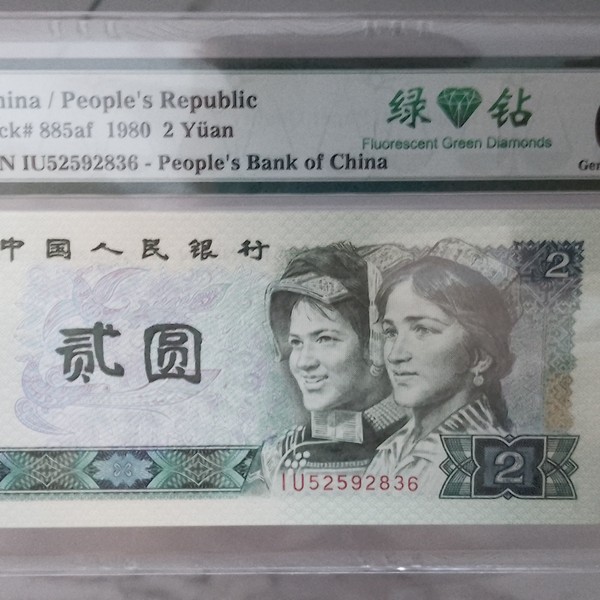 hina / People's Republic
ck# 885af 1980 2 Yüan
N IU52592836 - People's Bank of China
绿 钻
Fluorescent Green Diamonds
Ger
中国人民银行
2
贰圆
IU52592836
2